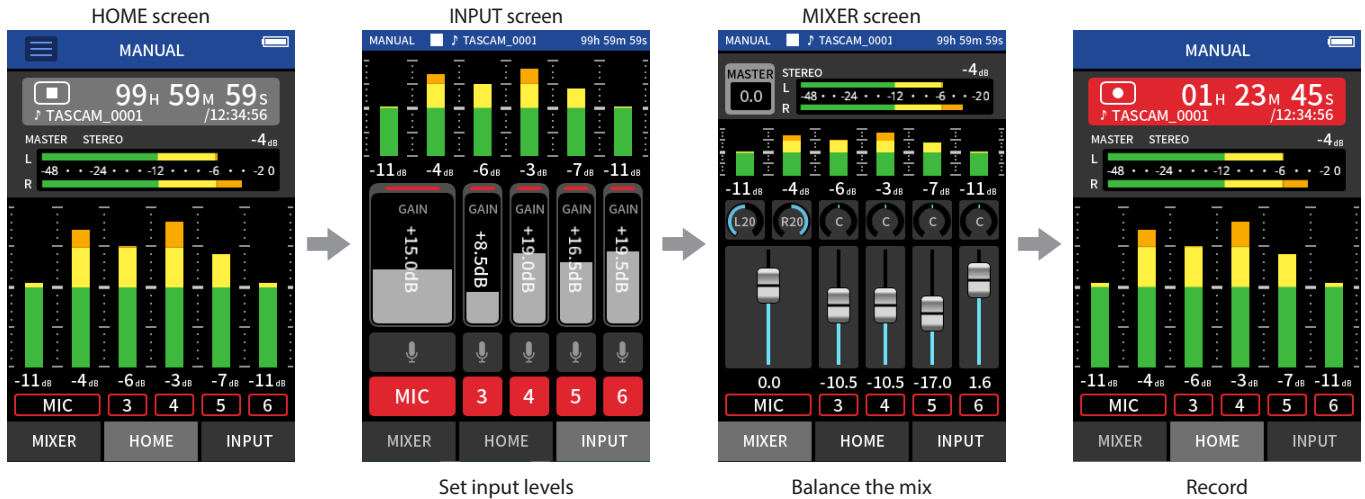 HOME screen
MANUAL
99H 59M 59S
♪ TASCAM_0001 /12:34:56
MASTER STEREO -4dB
L
-48 · · -24 · · · -12 · · · -6 · · -2 0
R
-11dB -4dB -6dB -3dB -7dB -11dB
MIC 3 4 5 6
MIXER HOME INPUT
INPUT screen
MANUAL ♪ TASCAM_0001 99h 59m 59s
-11dB -4dB -6dB -3dB -7dB -11dB
GAIN GAIN GAIN GAIN GAIN
+15.0dB +8.5dB +19.0dB +16.5dB +19.5dB
MIC 3 4 5 6
MIXER HOME INPUT
Set input levels
MIXER screen
MANUAL ♪ TASCAM_0001 99h 59m 59s
MASTER STEREO -4dB
0.0
L
-48 · · -24 · · · -12 · · · -6 · · -20
R
-11dB -4dB -6dB -3dB -7dB -11dB
L20 R20 C C C C
0.0 -10.5 -10.5 -17.0 1.6
MIC 3 4 5 6
MIXER HOME INPUT
Balance the mix
MANUAL
01H 23M 45S
♪ TASCAM_0001 /12:34:56
MASTER STEREO -4dB
L
-48 · · -24 · · · -12 · · · -6 · · -2 0
R
-11dB -4dB -6dB -3dB -7dB -11dB
MIC 3 4 5 6
MIXER HOME INPUT
Record